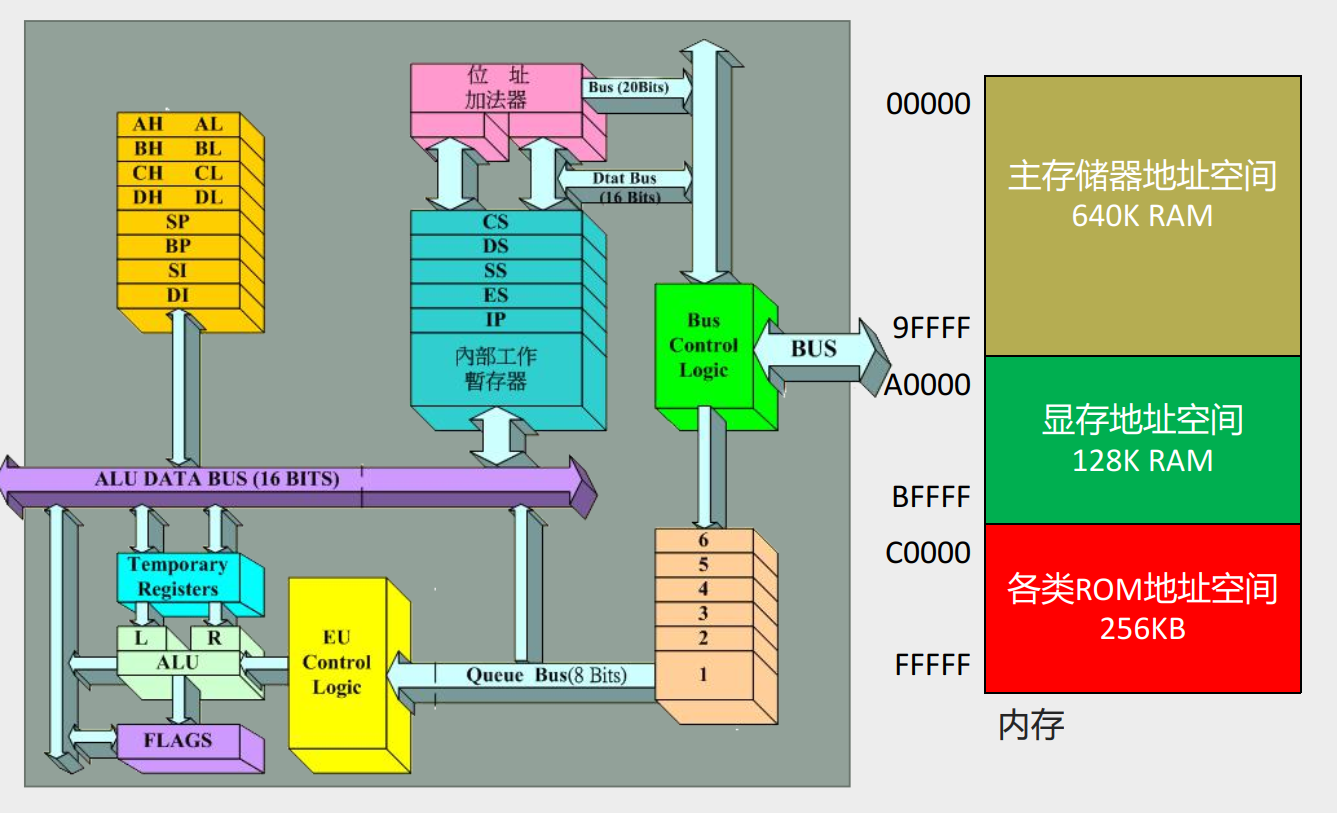 位 址
加法器
Bus (20Bits)
Dtat Bus
(16 Bits)
AH AL
BH BL
CH CL
DH DL
SP
BP
SI
DI
CS
DS
SS
ES
IP
內部工作
暫存器
Bus
Control
Logic
BUS
ALU DATA BUS (16 BITS)
Temporary
Registers
L R
ALU
FLAGS
EU
Control
Logic
Queue Bus(8 Bits)
6
5
4
3
2
1
00000
主存储器地址空间
640K RAM
9FFFF
A0000
显存地址空间
128K RAM
BFFFF
C0000
各类ROM地址空间
256KB
FFFFF
内存